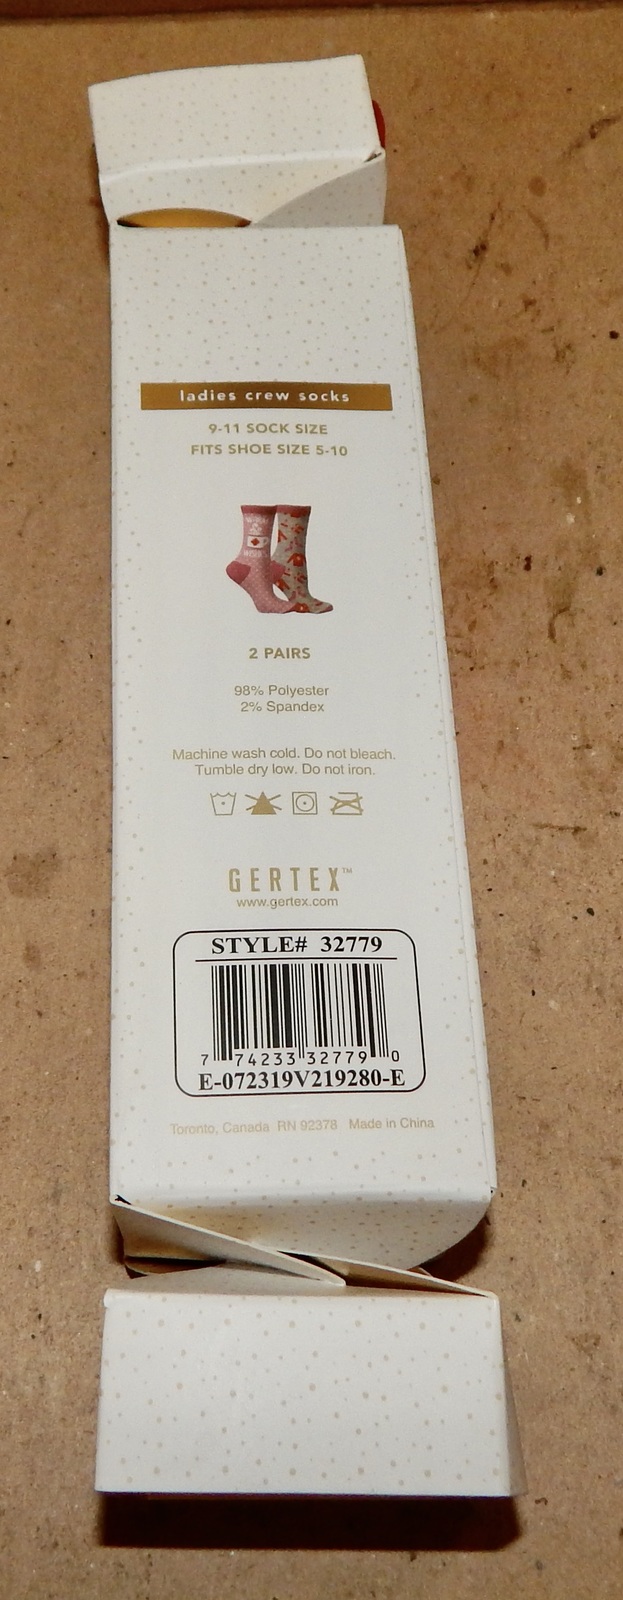 ladies crew socks
9-11 SOCK SIZE
FITS SHOE SIZE 5-10
2 PAIRS
98% Polyester
2% Spandex
Machine wash cold. Do not bleach.
Tumble dry low. Do not iron.
GERTEX™
www.gertex.com
STYLE# 32779
7 74233 32779 0
E-072319V219280-E
Toronto, Canada RN 92378 Made in China